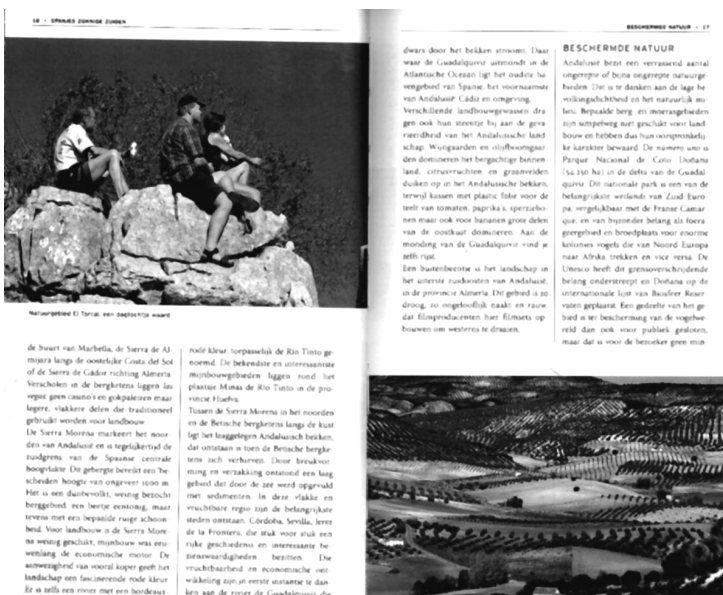 16 • SPANJES ZONNIGE ZUIDEN
Natuurgebied El Torcal, een dagtochtje waard
de buurt van Marbella, de Sierra de Al-
mijara langs de oostelijke Costa del Sol
of de Sierra de Gádor richting Almería.
Verscholen in de bergketens liggen las
vegas: geen casino's en gokpaleizen maar
lagere, vlakkere delen die traditioneel
gebruikt worden voor landbouw.
De Sierra Morena markeert het noor-
den van Andalusië en is tegelijkertijd de
zuidgrens van de Spaanse centrale
hoogvlakte. Dit gebergte bereikt een 'be-
scheiden' hoogte van ongeveer 1000 m.
Het is een dunbevolkt, weinig bezocht
berggebied: een beetje eentonig, maar
tevens met een bepaalde ruige schoon-
heid. Voor landbouw is de Sierra More-
na weinig geschikt, mijnbouw was eeu-
wenlang de economische motor. De
aanwezigheid van vooral koper geeft het
landschap een fascinerende rode kleur.
Er is zelfs een rivier met een bordeaux-
rode kleur, toepasselijk de Río Tinto ge-
noemd. De bekendste en interessantste
mijnbouwgebieden liggen rond het
plaatsje Minas de Río Tinto in de pro-
vincie Huelva.
Tussen de Sierra Morena in het noorden
en de Betische bergketens langs de kust
ligt het laaggelegen Andalusisch bekken,
dat ontstaan is toen de Betische bergke-
tens zich verhieven. Door breukvor-
ming en verzakking ontstond een laag
gebied dat door de zee werd opgevuld
met sedimenten. In deze vlakke en
vruchtbare regio zijn de belangrijkste
steden ontstaan: Córdoba, Sevilla, Jerez
de la Frontera, die stuk voor stuk een
rijke geschiedenis en interessante be-
zienswaardigheden bezitten. Die
vruchtbaarheid en economische ont-
wikkeling zijn in eerste instantie te dan-
ken aan de rivier de Guadalquivir die
BESCHERMDE NATUUR • 17
dwars door het bekken stroomt. Daar
waar de Guadalquivir uitmondt in de
Atlantische Oceaan ligt het oudste ha-
vengebied van Spanje, het voornaamste
van Andalusië: Cádiz en omgeving.
Verschillende landbouwgewassen dra-
gen ook hun steentje bij aan de geva-
rieerdheid van het Andalusische land-
schap. Wijngaarden en olijfboomgaar-
den domineren het bergachtige binnen-
land, citrusvruchten en graanvelden
duiken op in het Andalusische bekken,
terwijl kassen met plastic folie voor de
teelt van tomaten, paprika's, sperziebo-
nen maar ook voor bananen grote delen
van de oostkust domineren. Aan de
monding van de Guadalquivir vind je
zelfs rijst.
Een buitenbeentje is het landschap in
het uiterste zuidoosten van Andalusië,
in de provincie Almería. Dit gebied is zo
droog, zo ongelooflijk naakt en rauw,
dat filmproducenten hier filmsets op-
bouwen om westerns te draaien.
BESCHERMDE NATUUR
Andalusië bezit een verrassend aantal
ongerepte of bijna ongerepte natuurge-
bieden. Dat is te danken aan de lage be-
volkingsdichtheid en het natuurlijk mi-
lieu. Bepaalde berg- en moerasgebieden
zijn simpelweg niet geschikt voor land-
bouw en hebben dus hun oorspronkelij-
ke karakter bewaard. De número uno is
Parque Nacional de Coto Doñana
(54.250 ha) in de delta van de Guadal-
quivir. Dit nationale park is een van de
belangrijkste wetlands van Zuid-Euro-
pa, vergelijkbaar met de Franse Camar-
que, en van bijzonder belang als foera-
geergebied en broedplaats voor enorme
kolonies vogels die van Noord-Europa
naar Afrika trekken en vice versa. De
Unesco heeft dit grensoverschrijdende
belang onderstreept en Doñana op de
internationale lijst van Biosfeer Reser-
vaten geplaatst. Een gedeelte van het ge-
bied is ter bescherming van de vogelwe-
reld dan ook voor publiek gesloten,
maar dat is voor de bezoeker geen min-